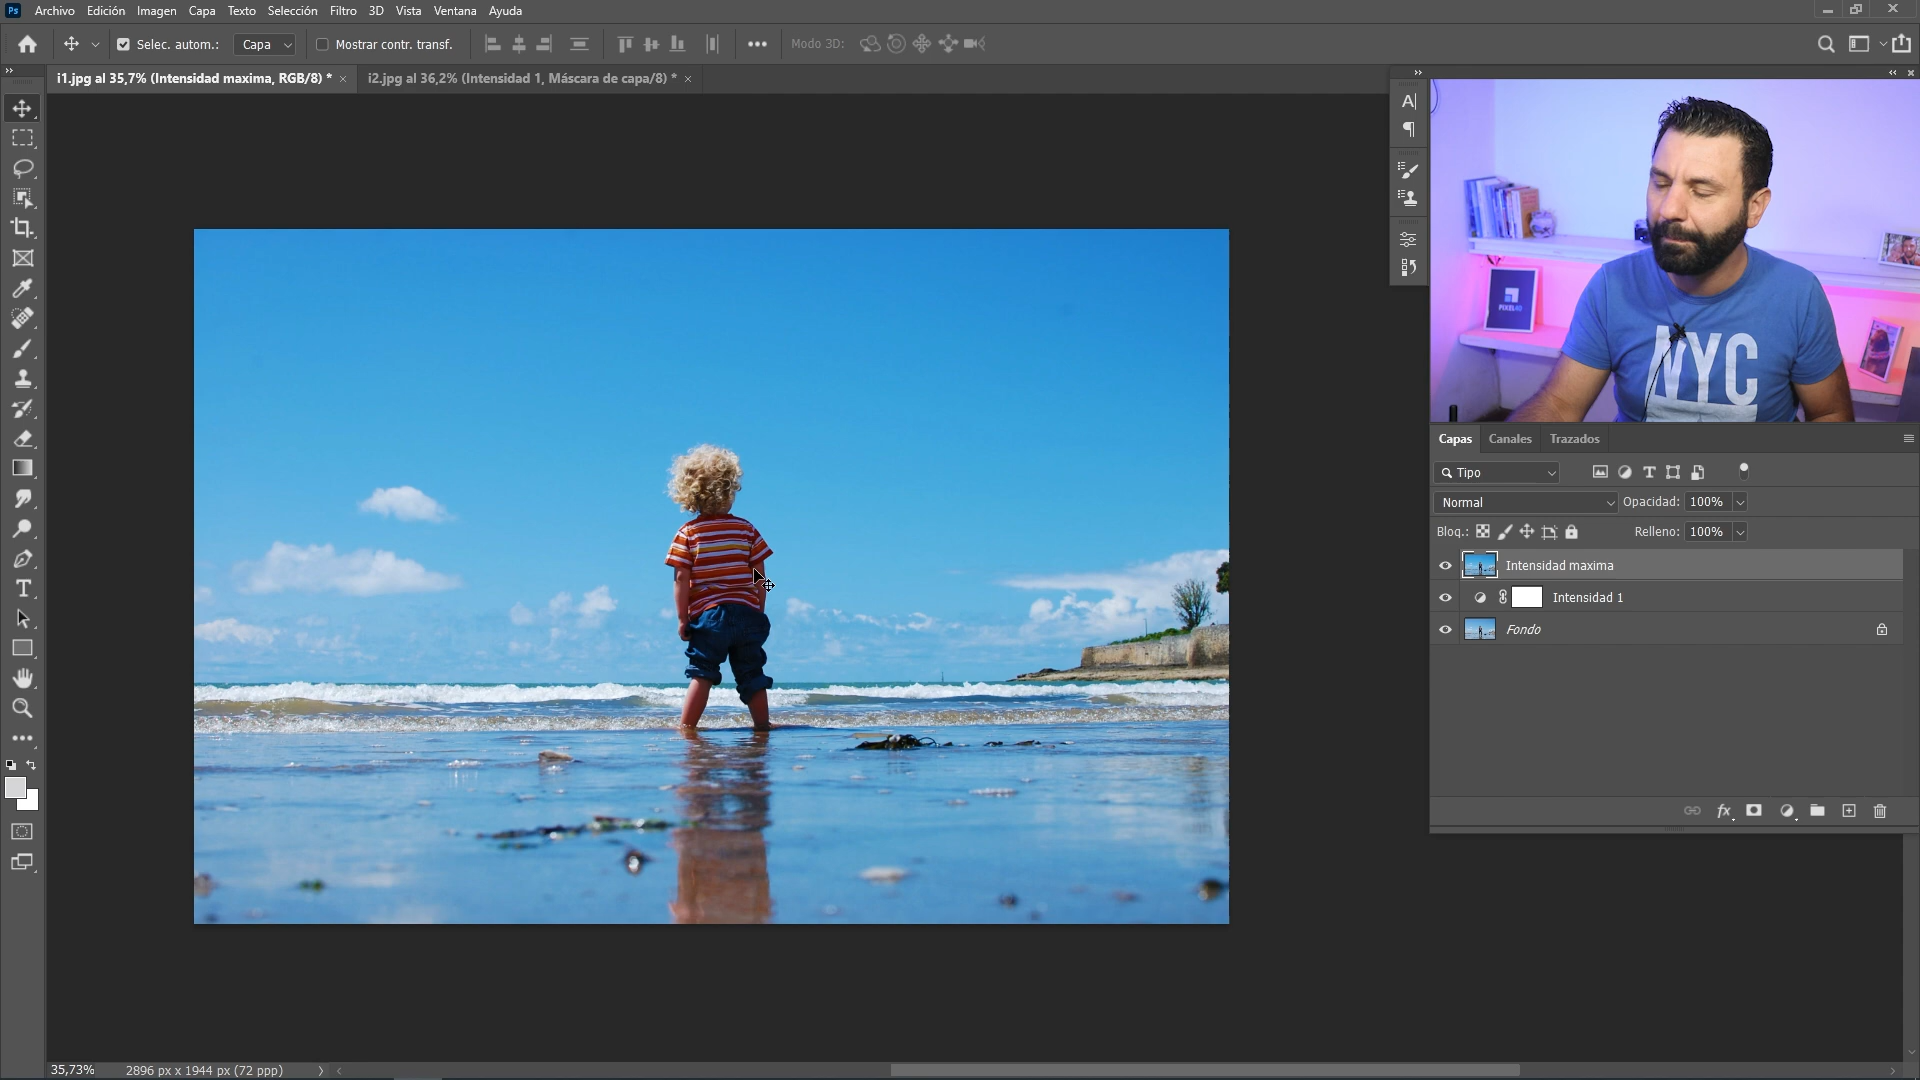 Ps Archivo Edición Imagen Capa Texto Selección Filtro 3D Vista Ventana Ayuda
Selec. autom.: Capa Mostrar contr. transf. Modo 3D:
i1.jpg al 35,7% (Intensidad maxima, RGB/8) * i2.jpg al 36,2% (Intensidad 1, Máscara de capa/8) *
PIXEL
NYC
Capas Canales Trazados
Tipo
Normal Opacidad: 100%
Bloq.: Relleno: 100%
Intensidad maxima
Intensidad 1
Fondo
35,73% 2896 px x 1944 px (72 ppp)